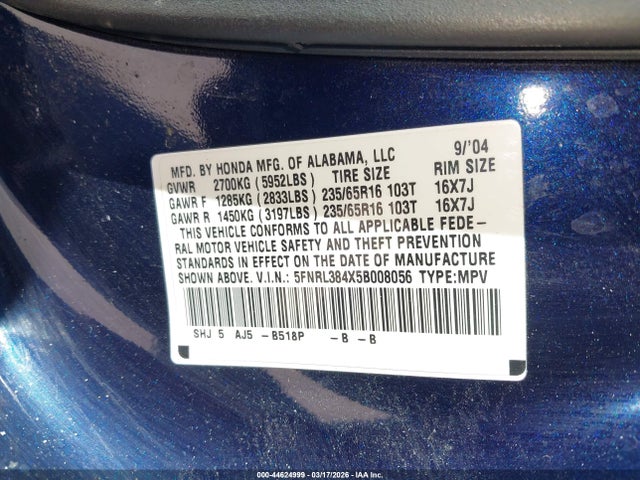 MFD. BY HONDA MFG. OF ALABAMA, LLC 9/'04
GVWR 2700KG (5952LBS) TIRE SIZE RIM SIZE
GAWR F 1285KG (2833LBS) 235/65R16 103T 16X7J
GAWR R 1450KG (3197LBS) 235/65R16 103T 16X7J
THIS VEHICLE CONFORMS TO ALL APPLICABLE FEDE-
RAL MOTOR VEHICLE SAFETY AND THEFT PREVENTION
STANDARDS IN EFFECT ON THE DATE OF MANUFACTURE
SHOWN ABOVE. V.I.N.: 5FNRL384X5B008056 TYPE:MPV
SHJ 5 AJ5 -B518P -B -B
000-44624999 - 03/17/2026 - IAA Inc.